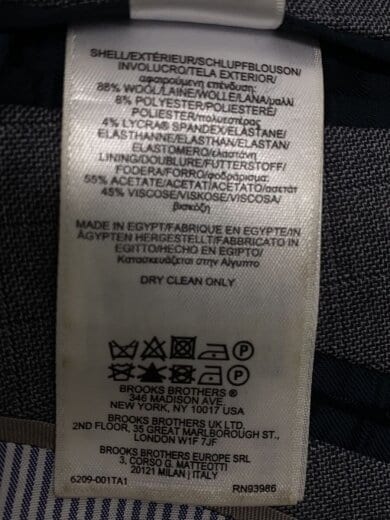 SHELL/EXTÉRIEUR/SCHLUPFBLOUSON/
INVOLUCRO/TELA EXTERIOR/
αφαιρούμενη επένδυση:
88% WOOL/LAINE/WOLLE/LANA/μαλλί
8% POLYESTER/POLIESTERE/
POLIESTER/πολυεστέρας
4% LYCRA® SPANDEX/ELASTANE/
ELASTHANNE/ELASTHAN/ELASTAN/
ELASTOMERO/ελαστάνη
LINING/DOUBLURE/FUTTERSTOFF/
FODERA/FORRO/φοδράρισμα:
55% ACETATE/ACETAT/ACETATO/ασετάτ
45% VISCOSE/VISKOSE/VISCOSA/
βισκόζη
MADE IN EGYPT/FABRIQUE EN EGYPTE/IN
ÄGYPTEN HERGESTELLT/FABBRICATO IN
EGITTO/HECHO EN EGIPTO/
Κατασκευάζεται στην Αίγυπτο
DRY CLEAN ONLY
P
P
BROOKS BROTHERS ®
346 MADISON AVE
NEW YORK, NY 10017 USA
BROOKS BROTHERS UK LTD
2ND FLOOR, 35 GREAT MARLBOROUGH ST.,
LONDON W1F 7JF
BROOKS BROTHERS EUROPE SRL
3, CORSO G. MATTEOTTI
20121 MILAN | ITALY
6209-001TA1 RN93986